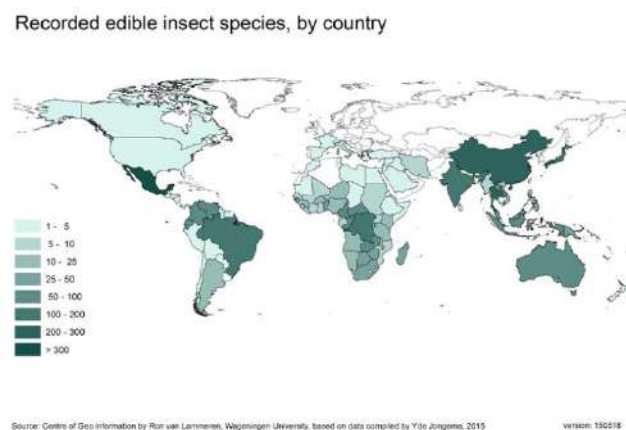 Recorded edible insect species, by country
1 - 5
5 - 10
10 - 25
25 - 50
50 - 100
100 - 200
200 - 300
> 300
Source: Centre of Geo Information by Ron van Lammeren, Wageningen University, based on data compiled by Yde Jongema, 2015
version: 150518